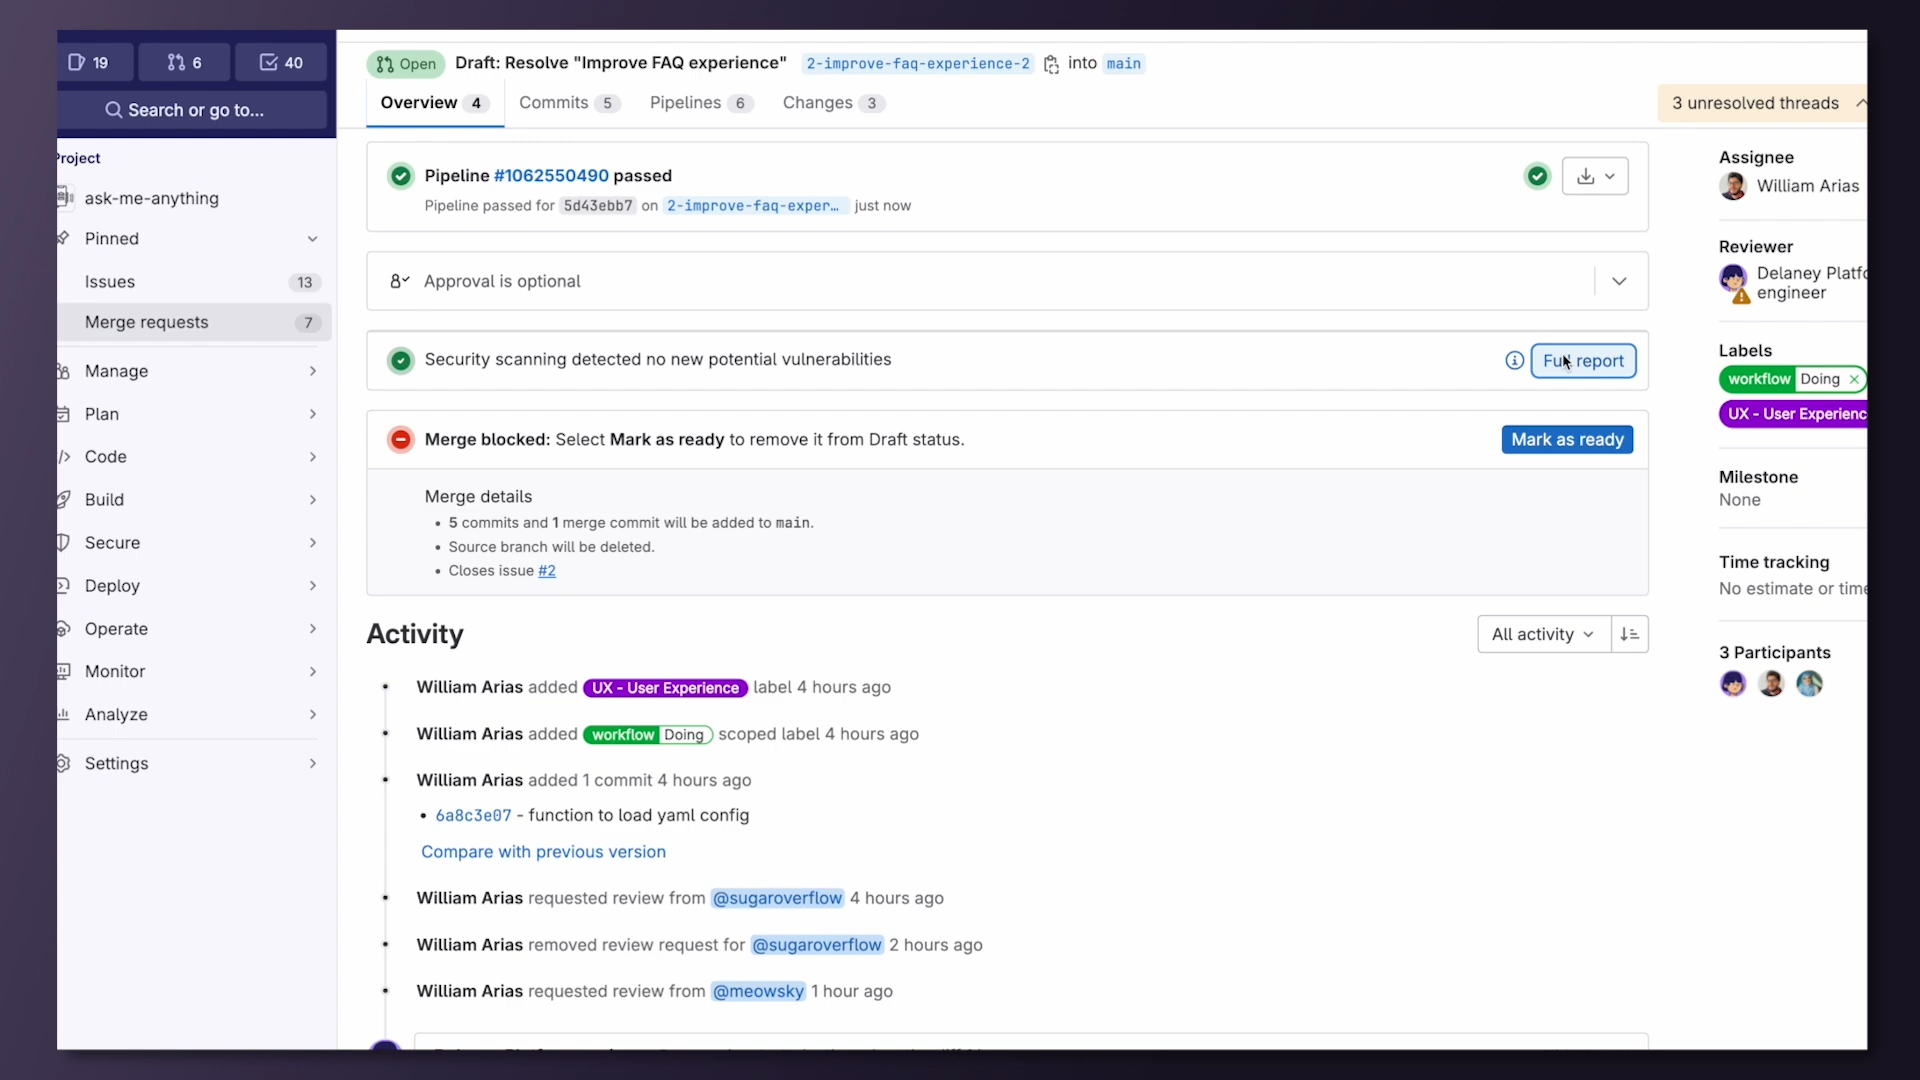 19
6
40
Search or go to...
Project
ask-me-anything
Pinned
Issues 13
Merge requests 7
Manage
Plan
Code
Build
Secure
Deploy
Operate
Monitor
Analyze
Settings
Open Draft: Resolve "Improve FAQ experience" 2-improve-faq-experience-2 into main
Overview 4 Commits 5 Pipelines 6 Changes 3
3 unresolved threads
Pipeline #1062550490 passed
Pipeline passed for 5d43ebb7 on 2-improve-faq-exper… just now
Approval is optional
Security scanning detected no new potential vulnerabilities
Full report
Merge blocked: Select Mark as ready to remove it from Draft status.
Mark as ready
Merge details
• 5 commits and 1 merge commit will be added to main.
• Source branch will be deleted.
• Closes issue #2
Activity
All activity
William Arias added UX - User Experience label 4 hours ago
William Arias added workflow Doing scoped label 4 hours ago
William Arias added 1 commit 4 hours ago
• 6a8c3e07 - function to load yaml config
Compare with previous version
William Arias requested review from @sugaroverflow 4 hours ago
William Arias removed review request for @sugaroverflow 2 hours ago
William Arias requested review from @meowsky 1 hour ago
Assignee
William Arias
Reviewer
Delaney Platfo
engineer
Labels
workflow Doing ×
UX - User Experienc
Milestone
None
Time tracking
No estimate or time
3 Participants